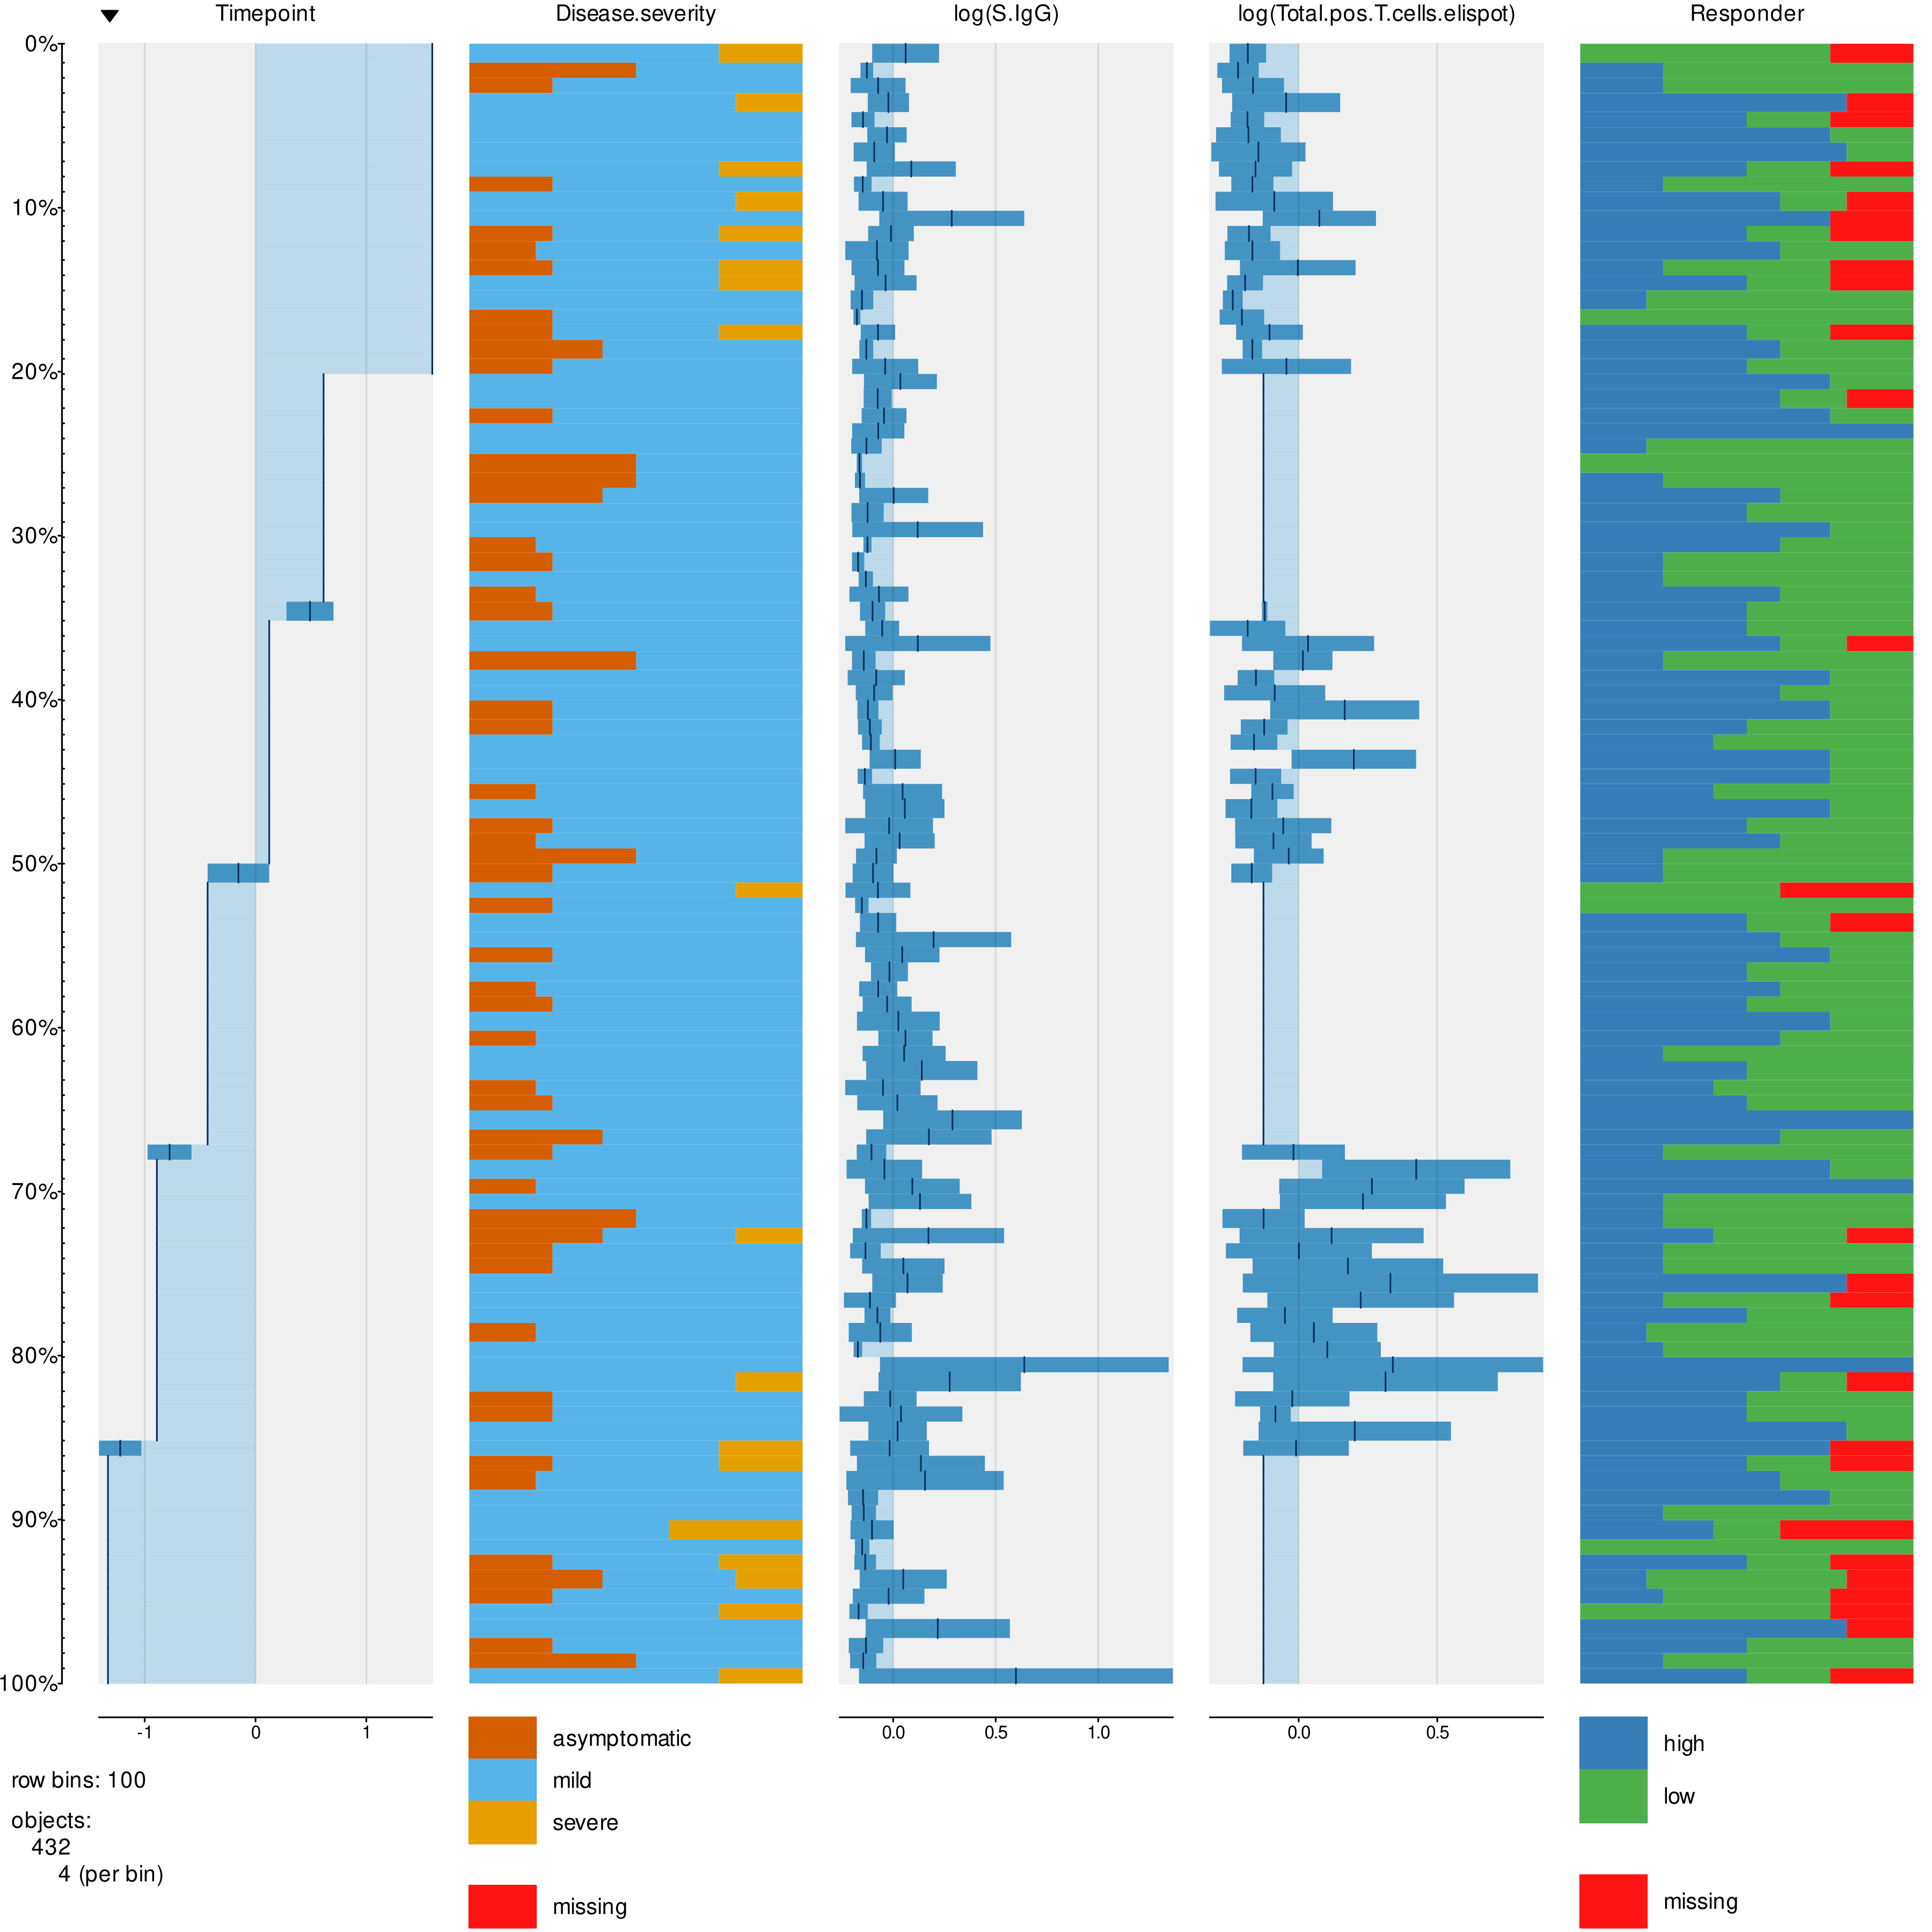 Timepoint Disease.severity log(S.IgG) log(Total.pos.T.cells.elispot) Responder
0%
10%
20%
30%
40%
50%
60%
70%
80%
90%
100%
-1 0 1 0.0 0.5 1.0 0.0 0.5
asymptomatic high
row bins: 100 mild
low
objects: severe
432
4 (per bin)
missing missing